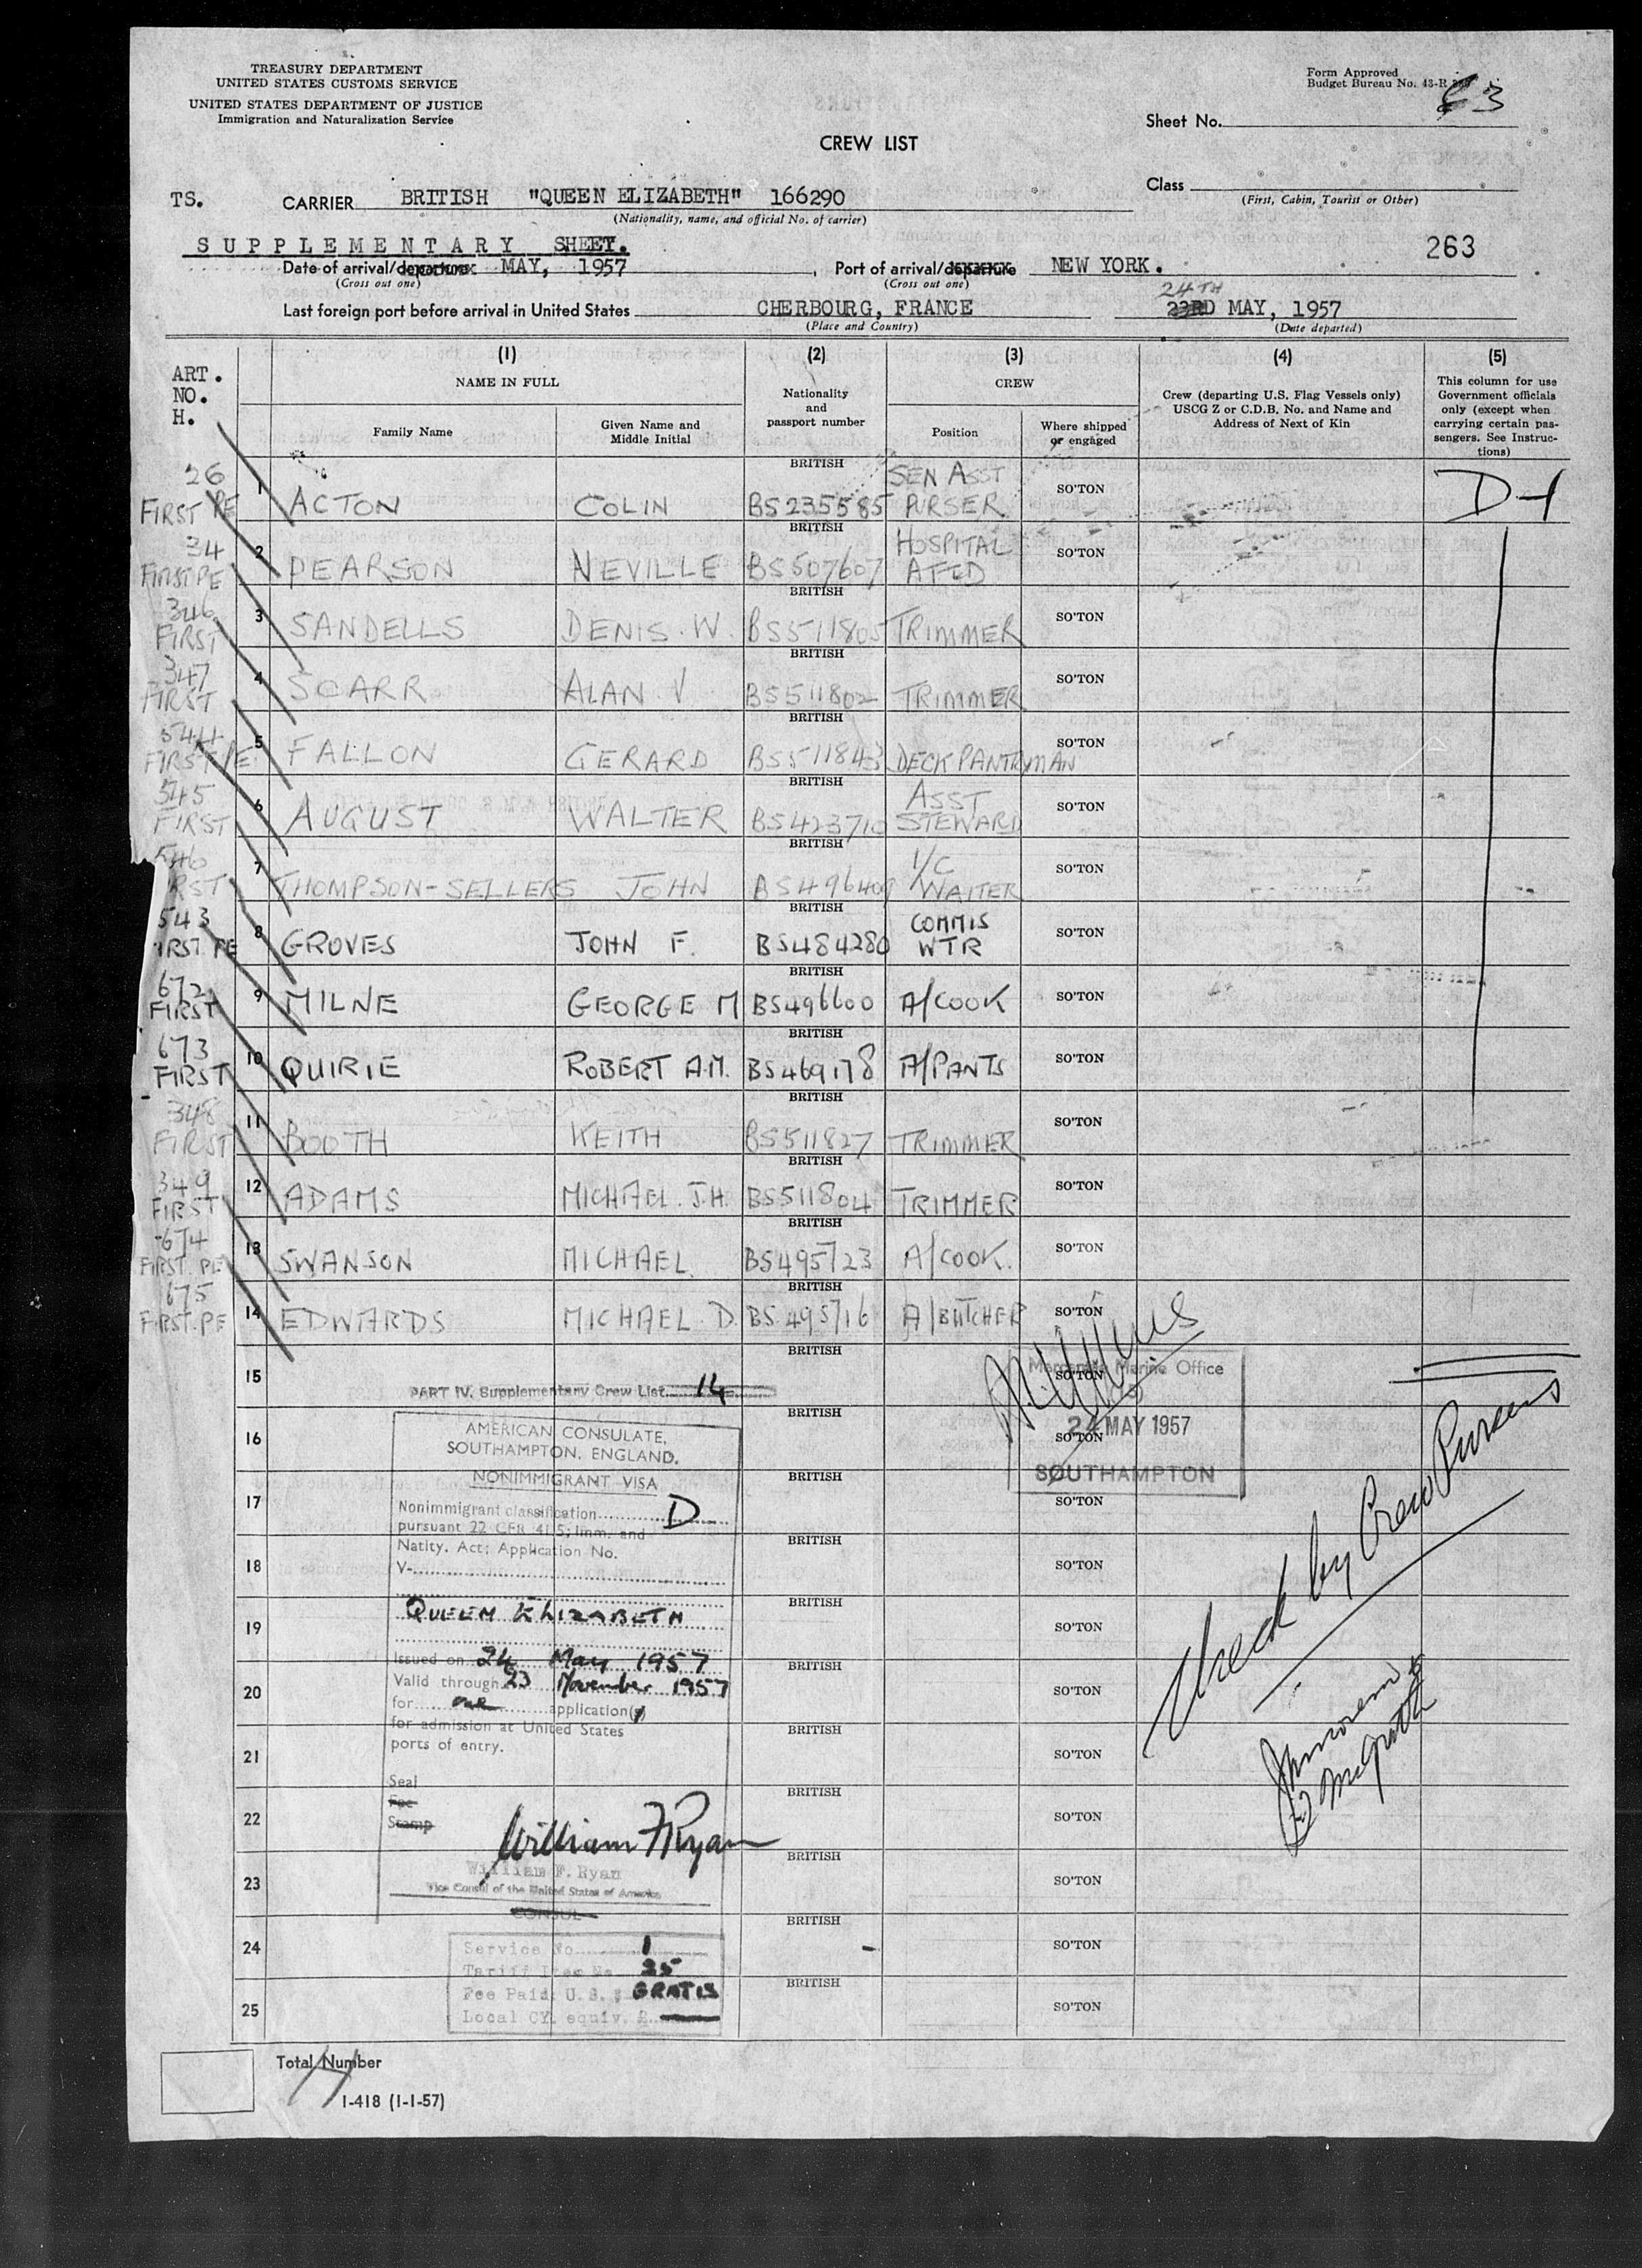 TREASURY DEPARTMENT
UNITED STATES CUSTOMS SERVICE
UNITED STATES DEPARTMENT OF JUSTICE
Immigration and Naturalization Service
Form Approved
Budget Bureau No. 43-R
Sheet No. 3
CREW LIST
Class
(First, Cabin, Tourist or Other)
TS. CARRIER BRITISH "QUEEN ELIZABETH" 166290
(Nationality, name, and official No. of carrier)
SUPPLEMENTARY SHEET.
263
Date of arrival/departure MAY, 1957, Port of arrival/departure NEW YORK.
(Cross out one) (Cross out one)
24TH
Last foreign port before arrival in United States CHERBOURG, FRANCE 23RD MAY, 1957
(Place and Country) (Date departed)
ART. NO. H.
(1) (2) (3) (4) (5)
NAME IN FULL
Family Name
Given Name and Middle Initial
Nationality and passport number
CREW
Position
Where shipped or engaged
Crew (departing U.S. Flag Vessels only) USCG Z or C.D.B. No. and Name and Address of Next of Kin
This column for use Government officials only (except when carrying certain passengers. See Instructions)
26 FIRST PE 1 ACTON COLIN BRITISH BS235585 SEN ASST PURSER SO'TON D-1
34 FIRST PE 2 PEARSON NEVILLE BRITISH BS507607 HOSPITAL ATTD SO'TON
346 FIRST 3 SANDELLS DENIS. W. BRITISH BS511805 TRIMMER SO'TON
347 FIRST 4 SCARR ALAN V BRITISH BS511802 TRIMMER SO'TON
544 FIRST P/E 5 FALLON GERARD BRITISH BS511843 DECK PANTRYMAN SO'TON
545 FIRST 6 AUGUST WALTER BRITISH BS423710 ASST STEWARD SO'TON
546 RST 7 THOMPSON-SELLERS JOHN BRITISH BS496409 1/C WAITER SO'TON
543 IRST PE 8 GROVES JOHN F. BRITISH BS484280 COMMIS WTR SO'TON
672 FIRST 9 MILNE GEORGE M BRITISH BS496600 A/COOK SO'TON
673 FIRST 10 QUIRIE ROBERT A.M. BRITISH BS469178 A/PANTS SO'TON
348 FIRST 11 BOOTH KEITH BRITISH BS511827 TRIMMER SO'TON
349 FIRST 12 ADAMS MICHAEL. J.H. BRITISH BS511804 TRIMMER SO'TON
674 FIRST. PE 13 SWANSON MICHAEL. BRITISH BS495723 A/COOK. SO'TON
675 FIRST. PE 14 EDWARDS MICHAEL D. BRITISH BS.495716 A/BUTCHER SO'TON
15 BRITISH SO'TON
PART IV. Supplementary Crew List 14
Mercantile Marine Office
24 MAY 1957
SOUTHAMPTON
16 BRITISH SO'TON
AMERICAN CONSULATE,
SOUTHAMPTON, ENGLAND.
NONIMMIGRANT VISA
17 BRITISH SO'TON
Nonimmigrant classification D
pursuant 22 CFR 41.5; Imm. and
Natity. Act; Application No.
V-
18 BRITISH SO'TON
QUEEN ELIZABETH
19 BRITISH SO'TON
Issued on 24 May 1957
Valid through 23 November 1957
20 BRITISH SO'TON
for one application(s)
for admission at United States
ports of entry.
21 BRITISH SO'TON
Seal
Fee
Stamp
22 BRITISH SO'TON
William F Ryan
William F. Ryan
Vice Consul of the United States of America
CONSUL
23 BRITISH SO'TON
24 BRITISH SO'TON
Service No. 1
Tariff Item No. 35
Fee Paid: U.S. $ GRATIS
Local CY. equiv. £
25 BRITISH SO'TON
Check by Crew Pursers
McGrath
Total Number 14
I-418 (1-1-57)